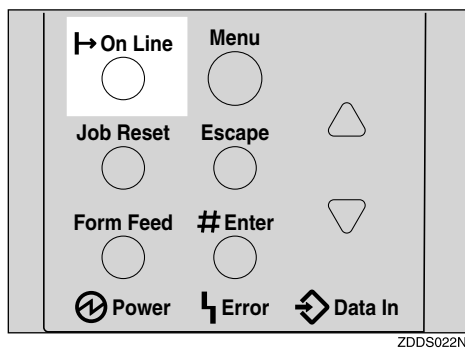 On Line Menu
Job Reset Escape
Form Feed # Enter
Power Error Data In
ZDDS022N